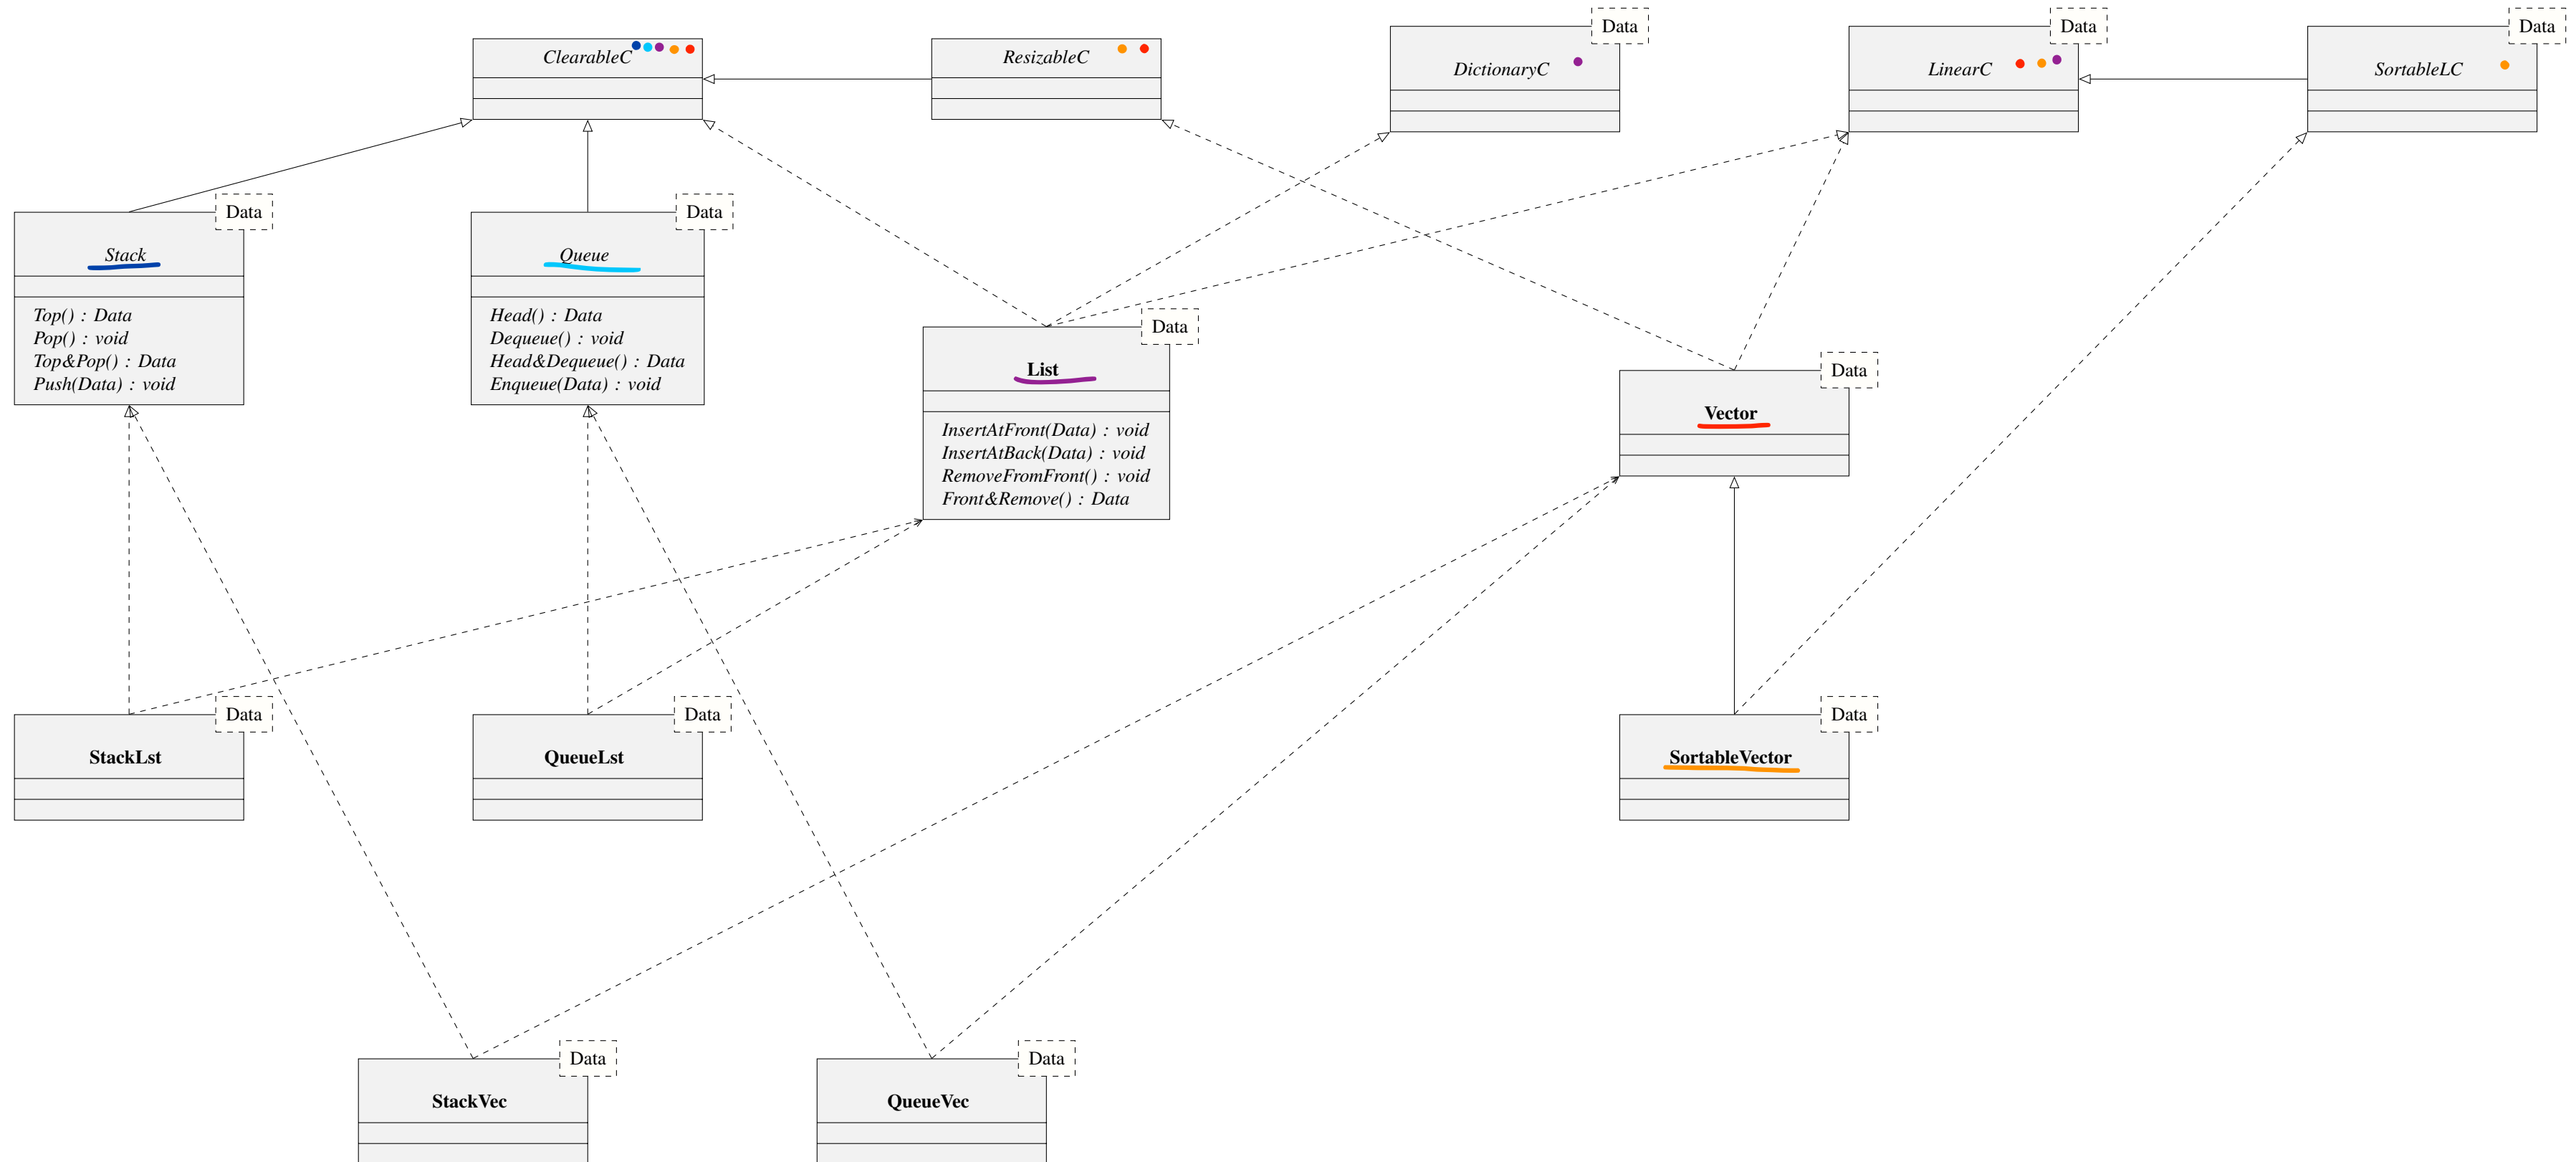 Data
Data
Data
ClearableC
ResizableC
DictionaryC
LinearC
SortableLC
Data
Data
Stack
Queue
Top() : Data
Pop() : void
Top&Pop() : Data
Push(Data) : void
Head() : Data
Dequeue() : void
Head&Dequeue() : Data
Enqueue(Data) : void
Data
List
InsertAtFront(Data) : void
InsertAtBack(Data) : void
RemoveFromFront() : void
Front&Remove() : Data
Data
Vector
Data
StackLst
Data
QueueLst
Data
SortableVector
Data
StackVec
Data
QueueVec